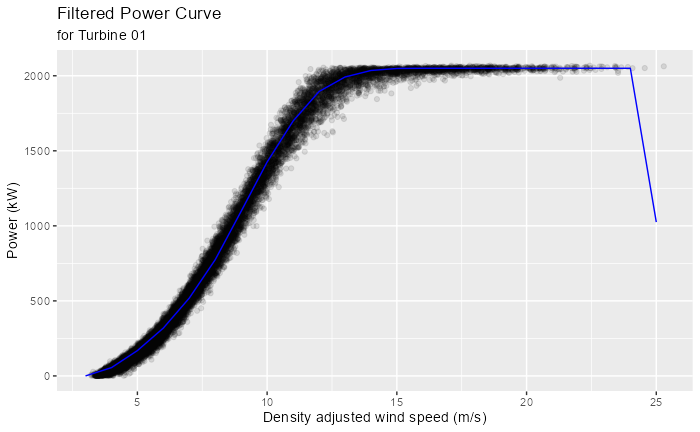 Filtered Power Curve
for Turbine 01
2000
1500
1000
500
0
Power (kW)
5
10
15
20
25
Density adjusted wind speed (m/s)